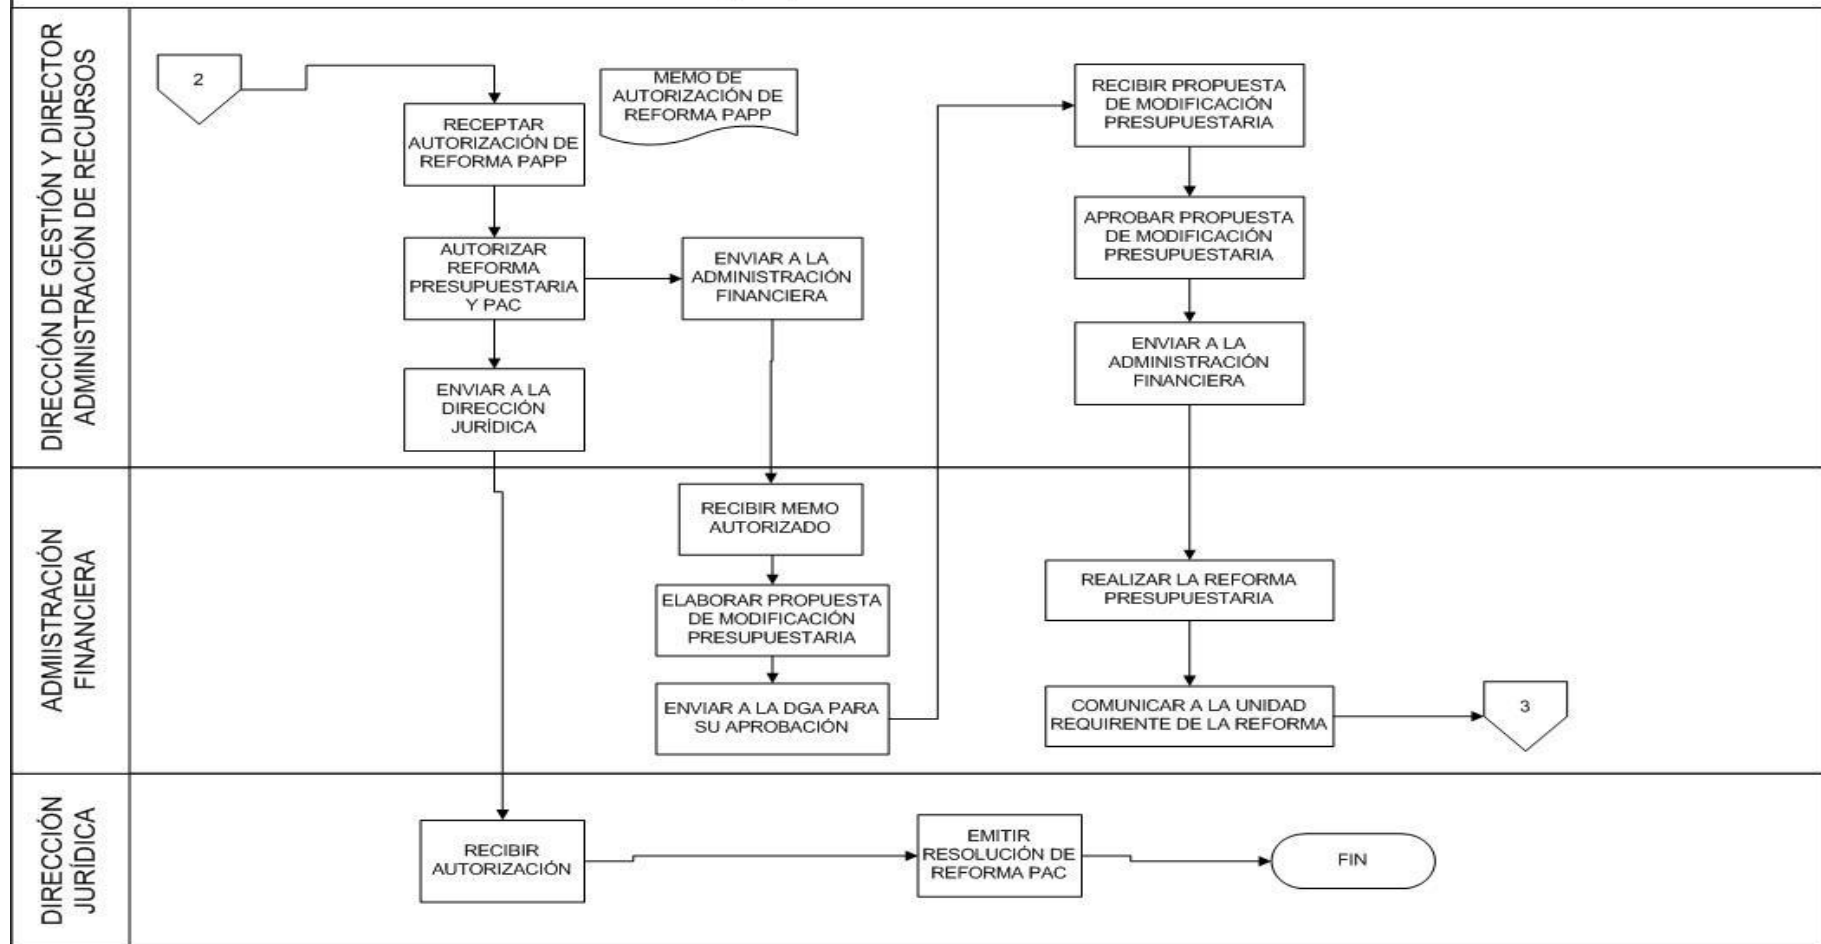 DIRECCIÓN DE GESTIÓN Y DIRECTOR
ADMINISTRACIÓN DE RECURSOS
2
RECEPTAR
AUTORIZACIÓN DE
REFORMA PAPP
MEMO DE
AUTORIZACIÓN DE
REFORMA PAPP
AUTORIZAR
REFORMA
PRESUPUESTARIA
Y PAC
ENVIAR A LA
ADMINISTRACIÓN
FINANCIERA
ENVIAR A LA
DIRECCIÓN
JURÍDICA
RECIBIR PROPUESTA
DE MODIFICACIÓN
PRESUPUESTARIA
APROBAR PROPUESTA
DE MODIFICACIÓN
PRESUPUESTARIA
ENVIAR A LA
ADMINISTRACIÓN
FINANCIERA
ADMIISTRACIÓN
FINANCIERA
RECIBIR MEMO
AUTORIZADO
ELABORAR PROPUESTA
DE MODIFICACIÓN
PRESUPUESTARIA
ENVIAR A LA DGA PARA
SU APROBACIÓN
REALIZAR LA REFORMA
PRESUPUESTARIA
COMUNICAR A LA UNIDAD
REQUIRENTE DE LA REFORMA
3
DIRECCIÓN
JURÍDICA
RECIBIR
AUTORIZACIÓN
EMITIR
RESOLUCIÓN DE
REFORMA PAC
FIN